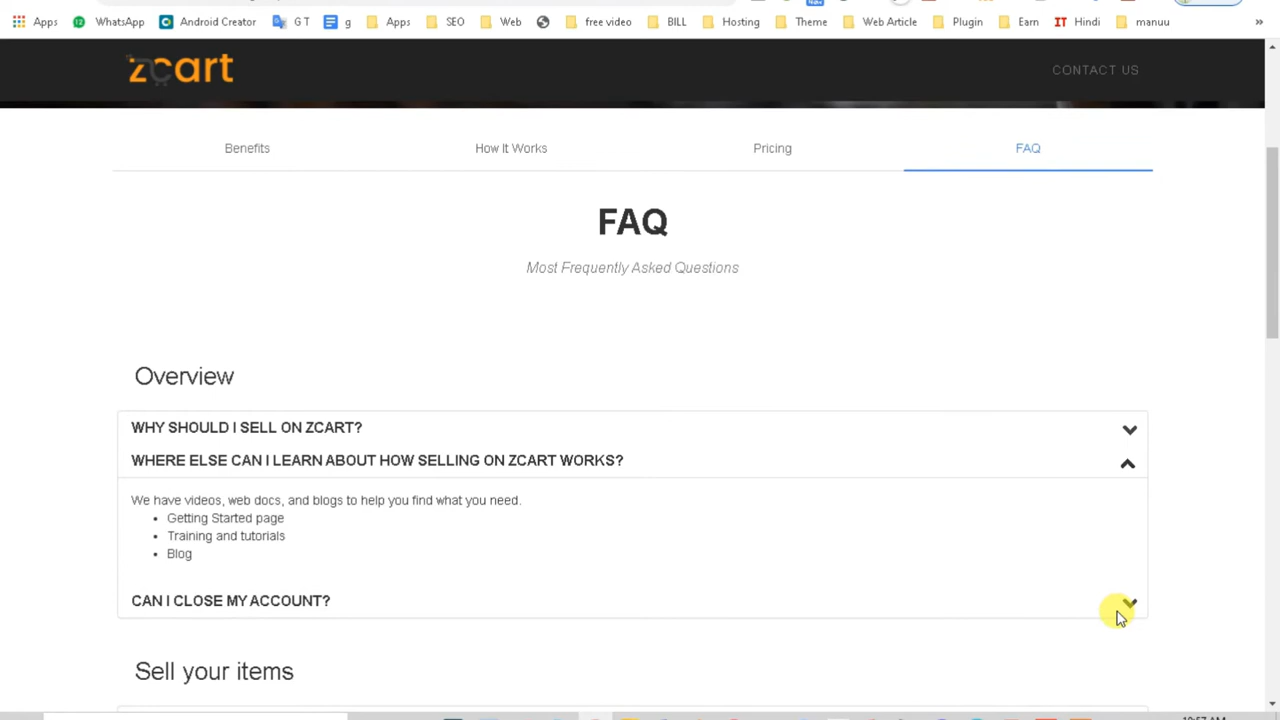 Apps WhatsApp Android Creator G T g Apps SEO Web free video BILL Hosting Theme Web Article Plugin Earn IT Hindi manuu »
zcart
CONTACT US
Benefits How It Works Pricing FAQ
FAQ
Most Frequently Asked Questions
Overview
WHY SHOULD I SELL ON ZCART?
WHERE ELSE CAN I LEARN ABOUT HOW SELLING ON ZCART WORKS?
We have videos, web docs, and blogs to help you find what you need.
• Getting Started page
• Training and tutorials
• Blog
CAN I CLOSE MY ACCOUNT?
Sell your items